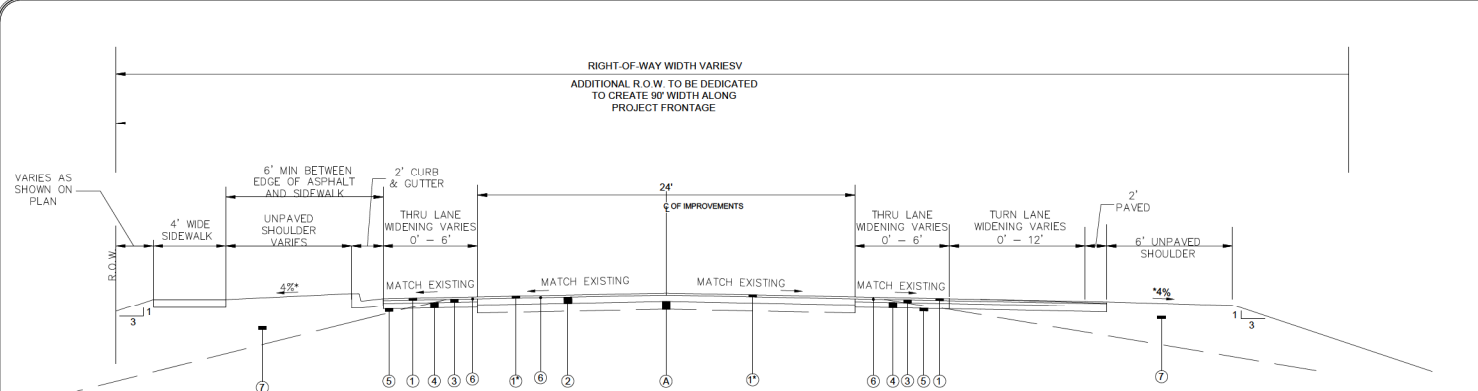 RIGHT-OF-WAY WIDTH VARIESV
ADDITIONAL R.O.W. TO BE DEDICATED
TO CREATE 90' WIDTH ALONG
PROJECT FRONTAGE
VARIES AS
SHOWN ON
PLAN
4' WIDE
SIDEWALK
6' MIN BETWEEN
EDGE OF ASPHALT
AND SIDEWALK
UNPAVED
SHOULDER
VARIES
2' CURB
& GUTTER
THRU LANE
WIDENING VARIES
0' – 6'
24'
℄ OF IMPROVEMENTS
THRU LANE
WIDENING VARIES
0' – 6'
TURN LANE
WIDENING VARIES
0' – 12'
2'
PAVED
6' UNPAVED
SHOULDER
R.O.W.
4%*
MATCH EXISTING
MATCH EXISTING
MATCH EXISTING
MATCH EXISTING
*4%
1
3
1
3
7
5
1
4
3
6
1*
6
2
A
1*
6
4
3
5
1
7